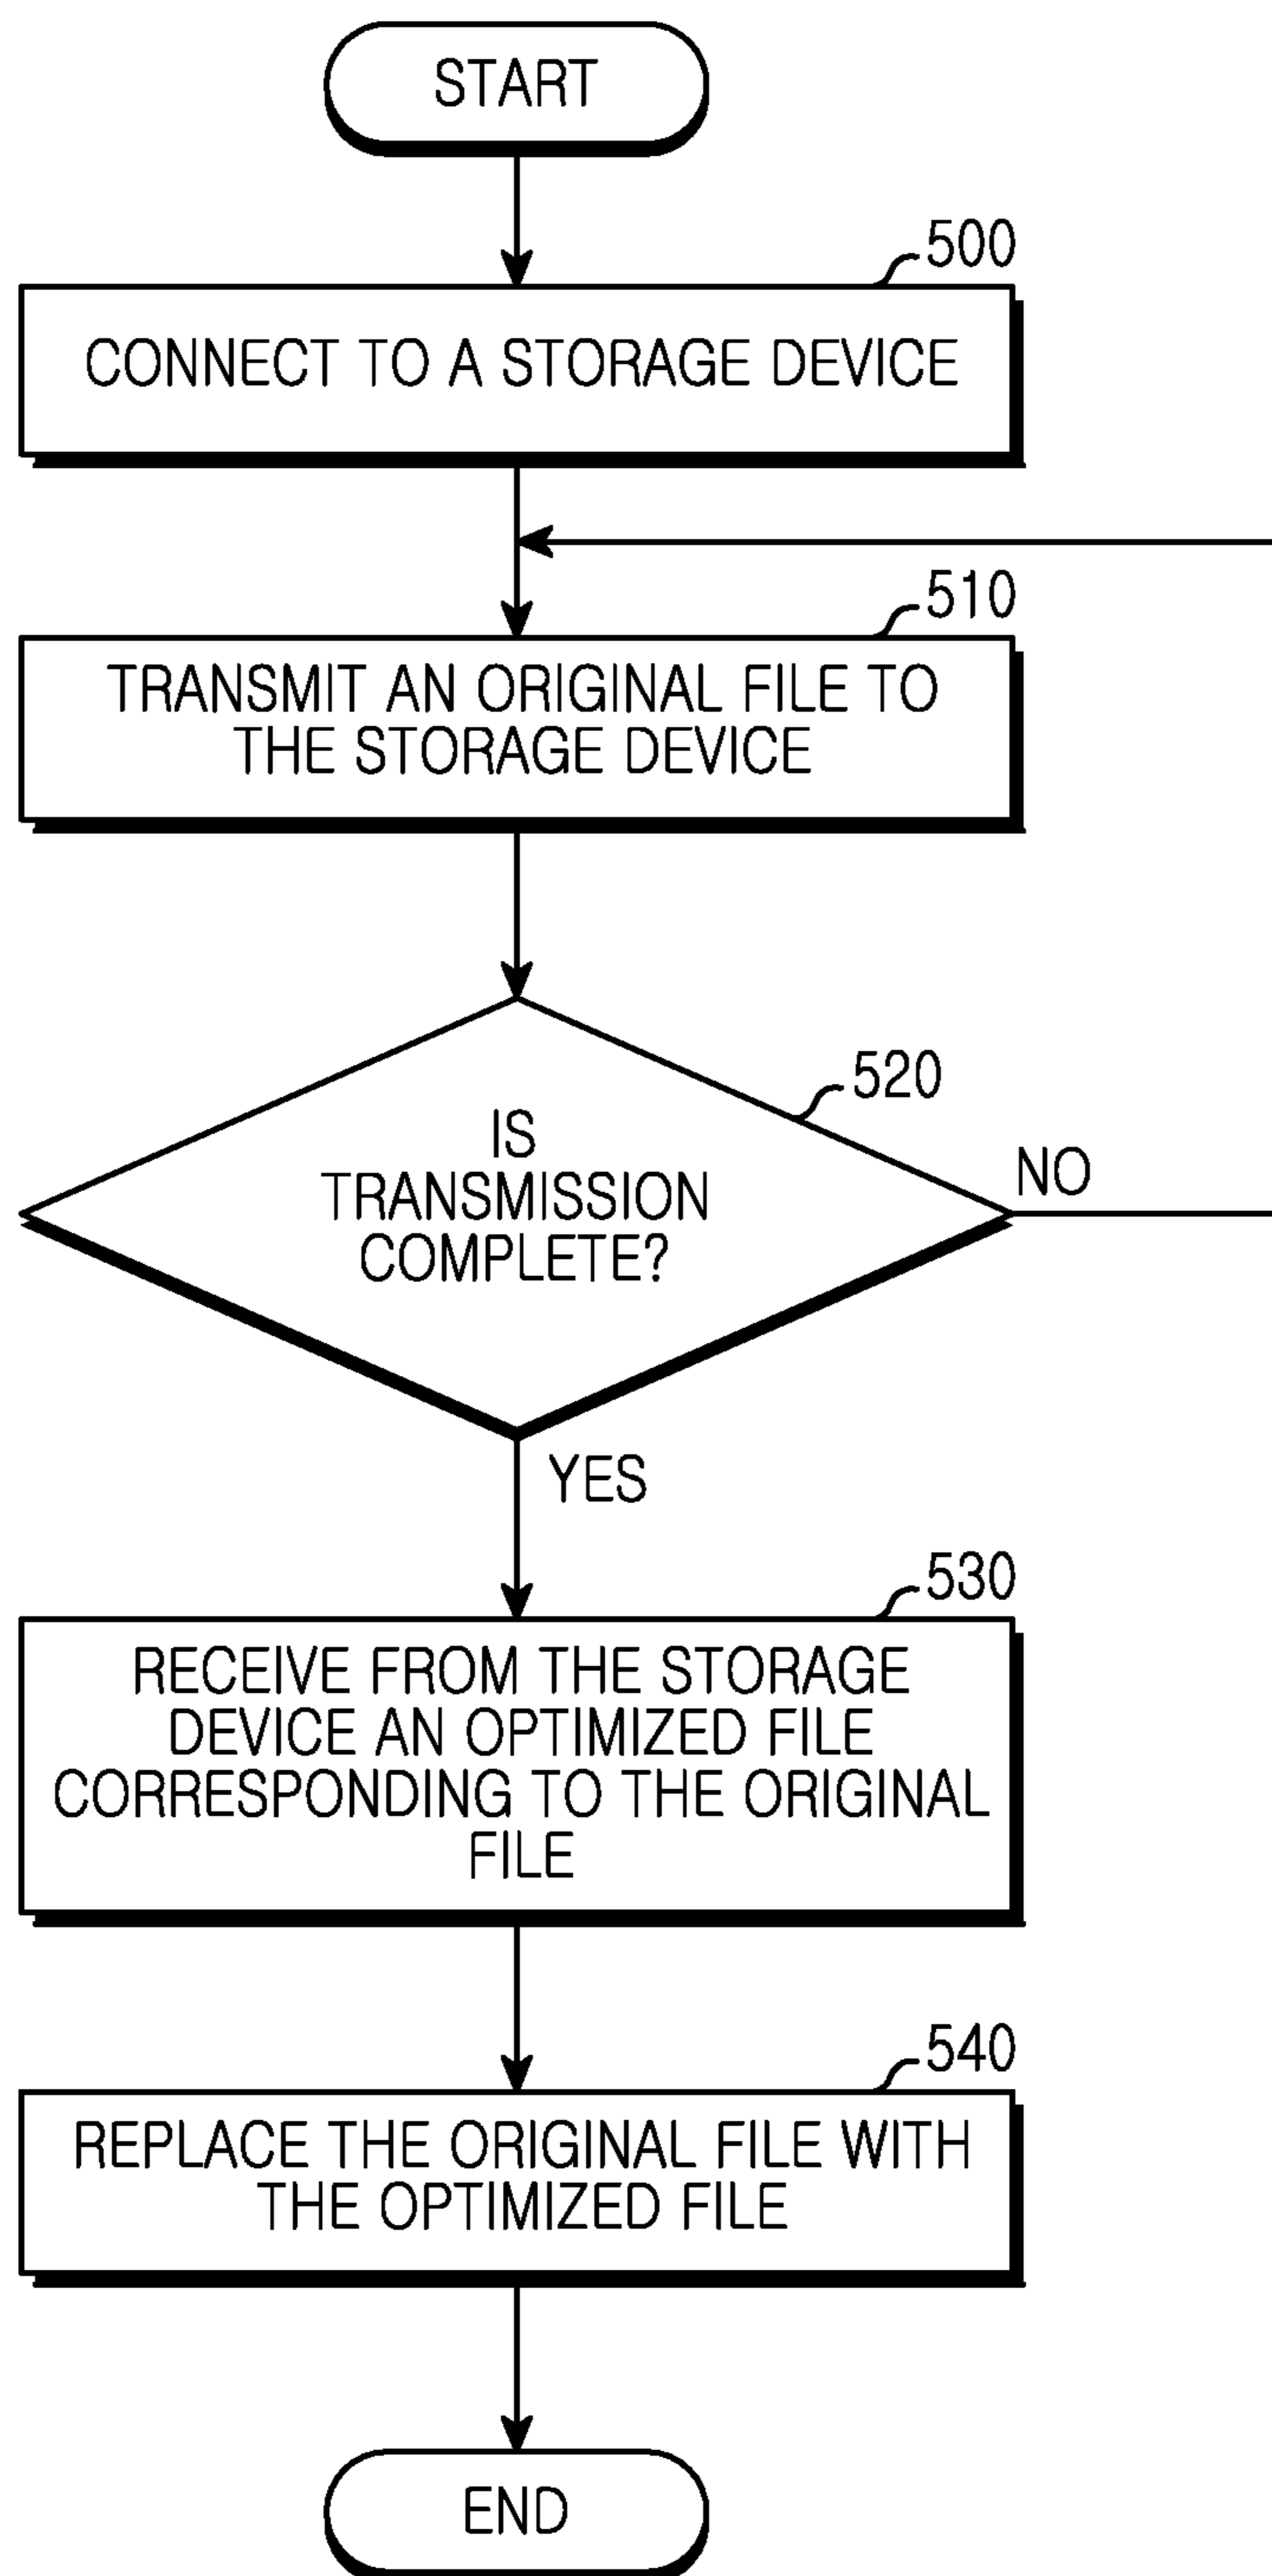 START
500
CONNECT TO A STORAGE DEVICE
510
TRANSMIT AN ORIGINAL FILE TO
THE STORAGE DEVICE
520
IS
TRANSMISSION
COMPLETE?
NO
YES
530
RECEIVE FROM THE STORAGE
DEVICE AN OPTIMIZED FILE
CORRESPONDING TO THE ORIGINAL
FILE
540
REPLACE THE ORIGINAL FILE WITH
THE OPTIMIZED FILE
END